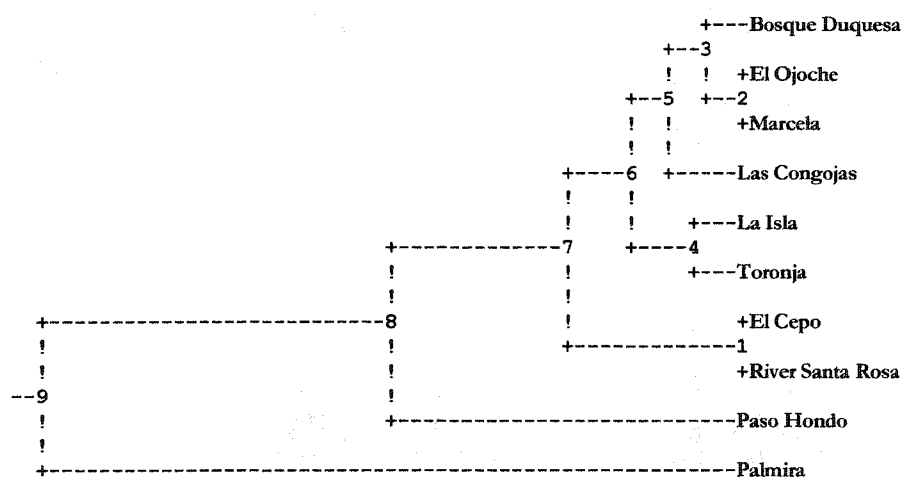 +---Bosque Duquesa
+--3
! ! +El Ojoche
+--5 +--2
! ! +Marcela
! !
+----6 +-----Las Congojas
! !
! ! +---La Isla
+-------------7 +----4
! ! +---Toronja
! !
+---------------------------8 ! +El Cepo
! ! +-------------1
! ! +River Santa Rosa
--9 !
! +---------------------------Paso Hondo
!
+------------------------------------------------------Palmira